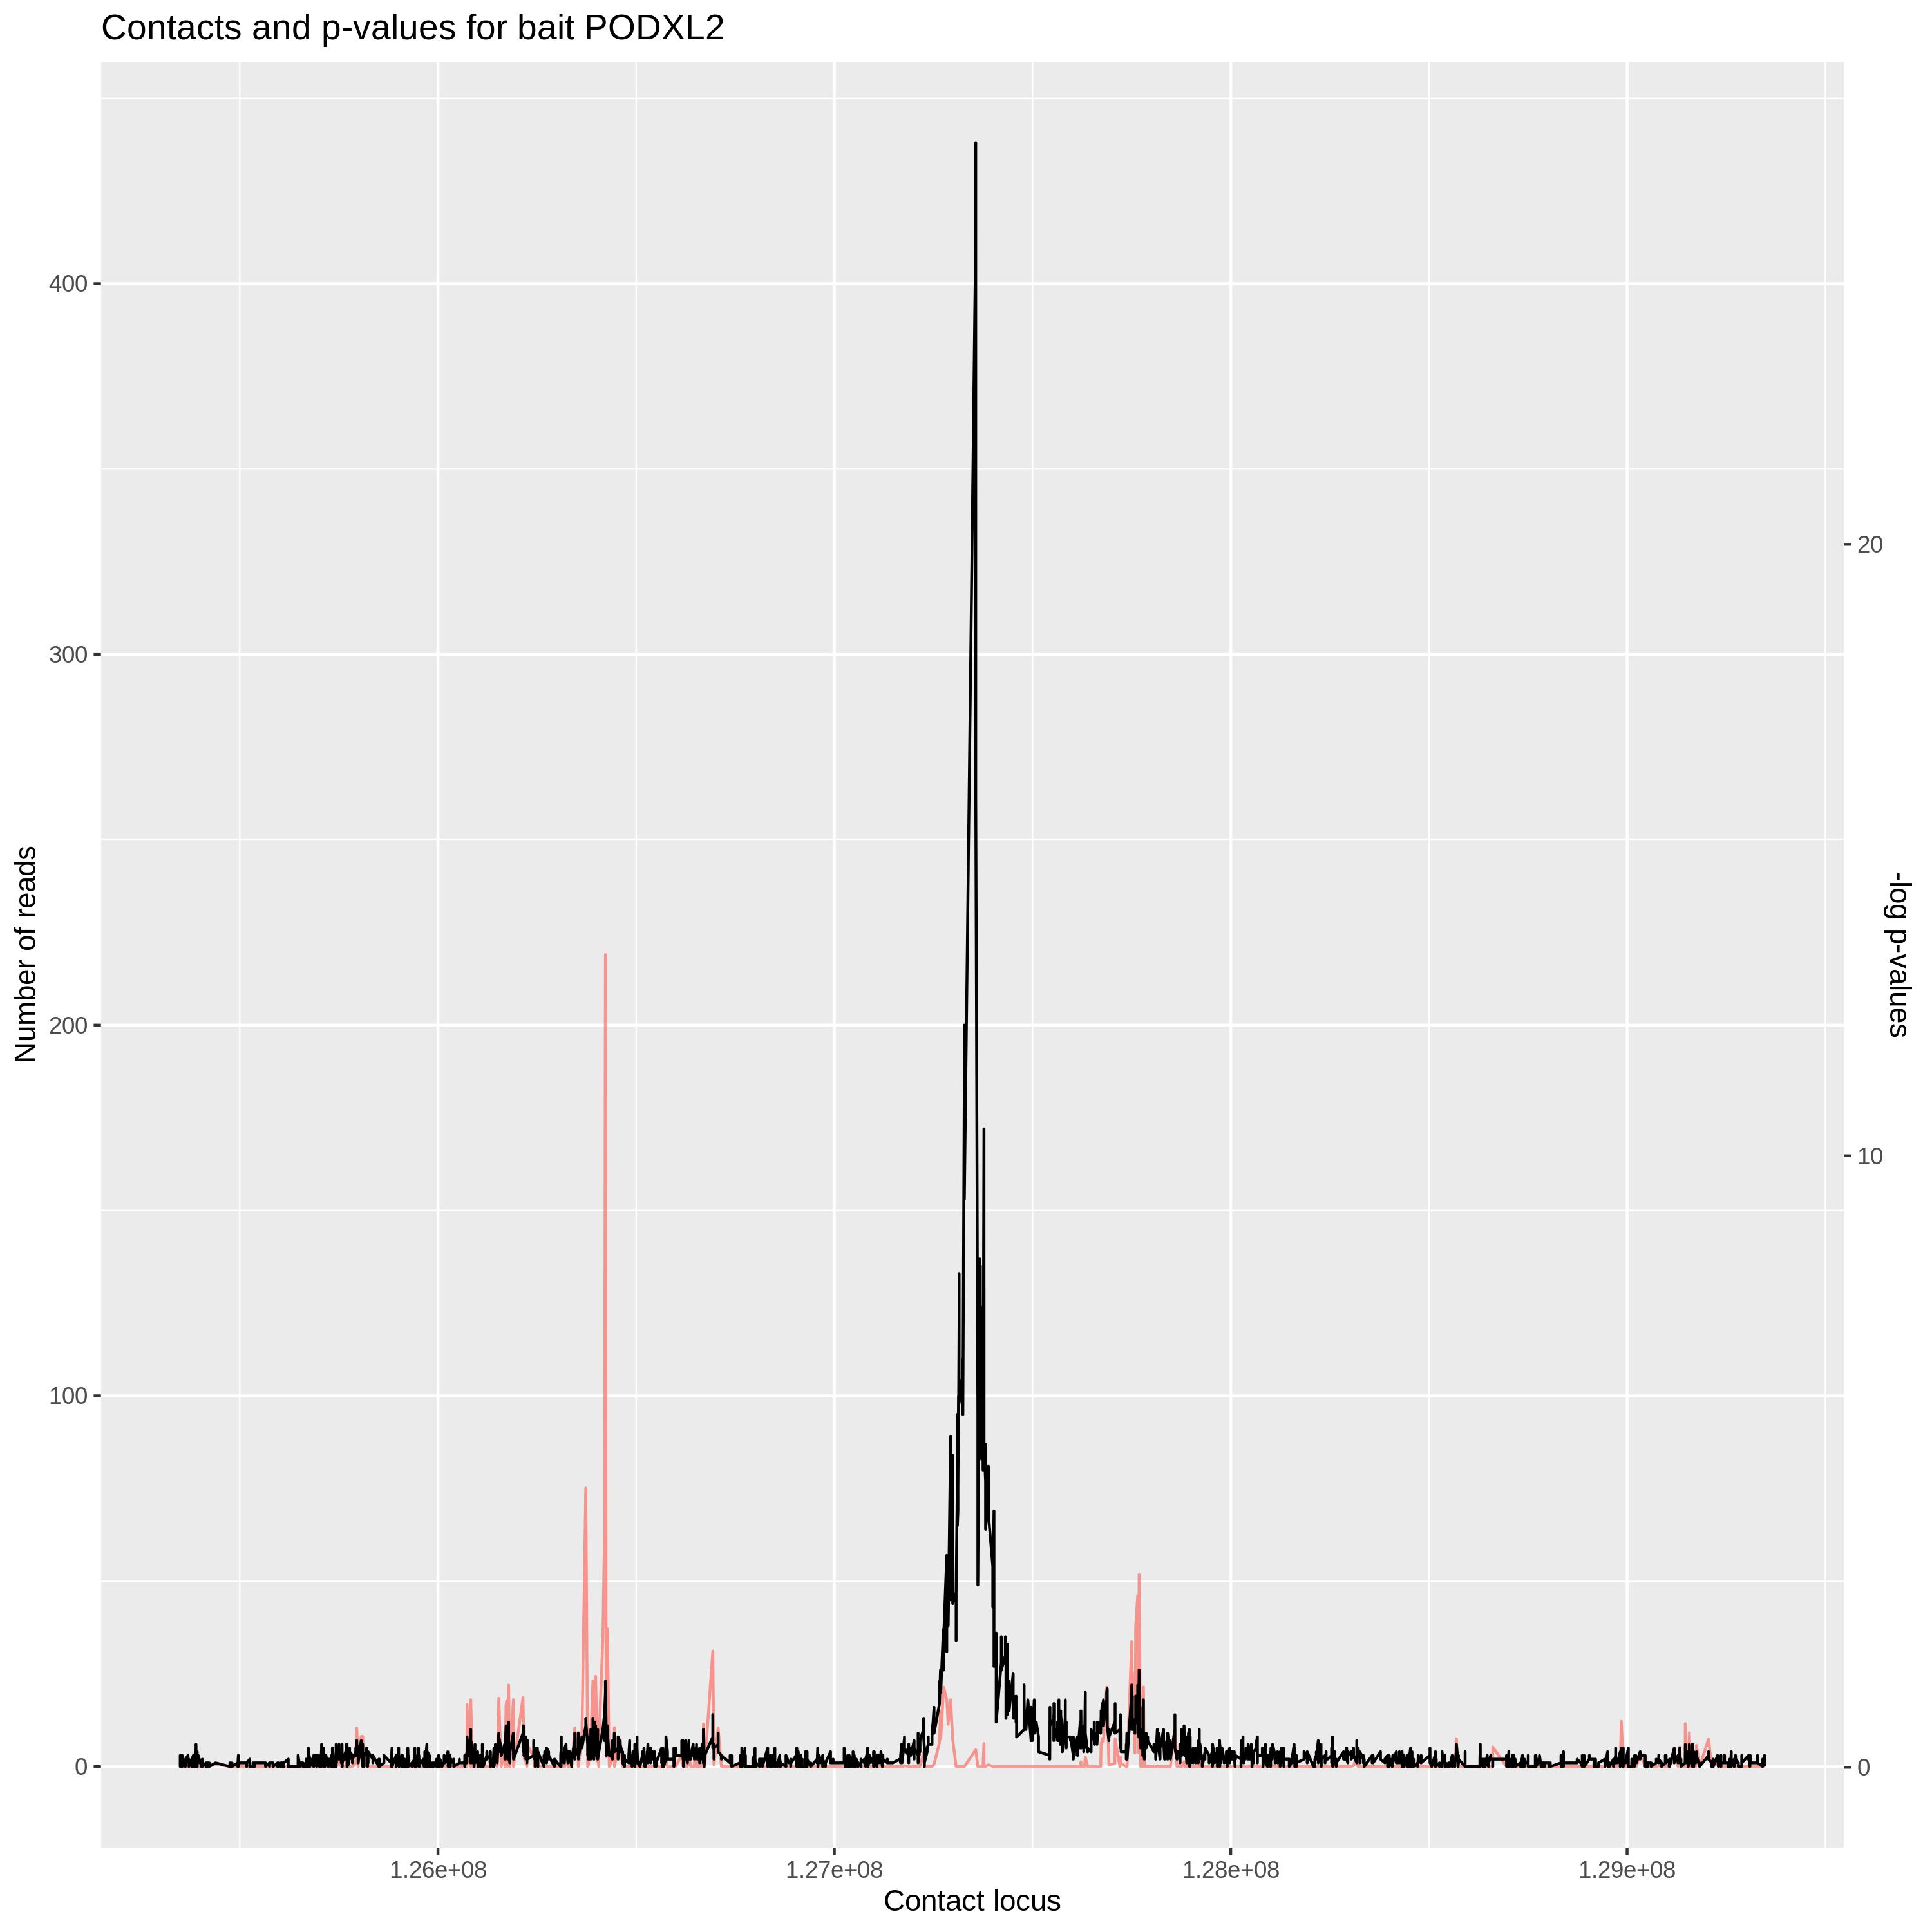 Contacts and p-values for bait PODXL2
Number of reads
400
300
200
100
0
20
10
0
-log p-values
1.26e+08
1.27e+08
1.28e+08
1.29e+08
Contact locus